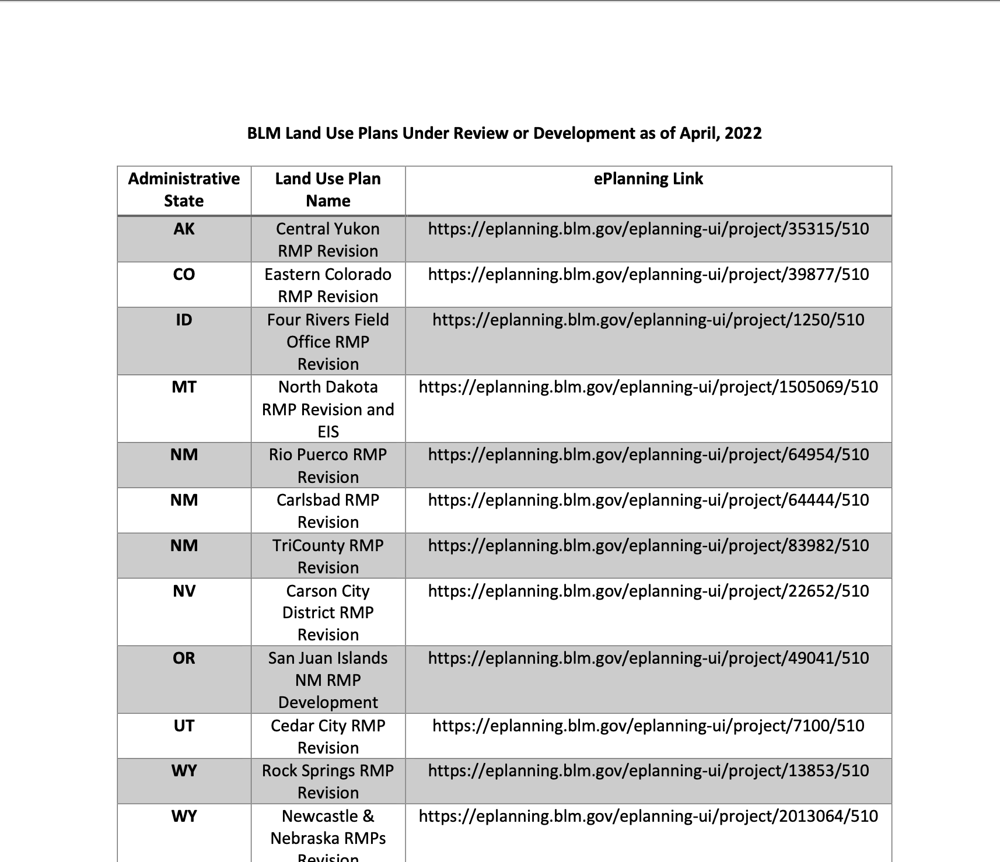 BLM Land Use Plans Under Review or Development as of April, 2022
Administrative State | Land Use Plan Name | ePlanning Link
AK | Central Yukon RMP Revision | https://eplanning.blm.gov/eplanning-ui/project/35315/510
CO | Eastern Colorado RMP Revision | https://eplanning.blm.gov/eplanning-ui/project/39877/510
ID | Four Rivers Field Office RMP Revision | https://eplanning.blm.gov/eplanning-ui/project/1250/510
MT | North Dakota RMP Revision and EIS | https://eplanning.blm.gov/eplanning-ui/project/1505069/510
NM | Rio Puerco RMP Revision | https://eplanning.blm.gov/eplanning-ui/project/64954/510
NM | Carlsbad RMP Revision | https://eplanning.blm.gov/eplanning-ui/project/64444/510
NM | TriCounty RMP Revision | https://eplanning.blm.gov/eplanning-ui/project/83982/510
NV | Carson City District RMP Revision | https://eplanning.blm.gov/eplanning-ui/project/22652/510
OR | San Juan Islands NM RMP Development | https://eplanning.blm.gov/eplanning-ui/project/49041/510
UT | Cedar City RMP Revision | https://eplanning.blm.gov/eplanning-ui/project/7100/510
WY | Rock Springs RMP Revision | https://eplanning.blm.gov/eplanning-ui/project/13853/510
WY | Newcastle & Nebraska RMPs Revision | https://eplanning.blm.gov/eplanning-ui/project/2013064/510